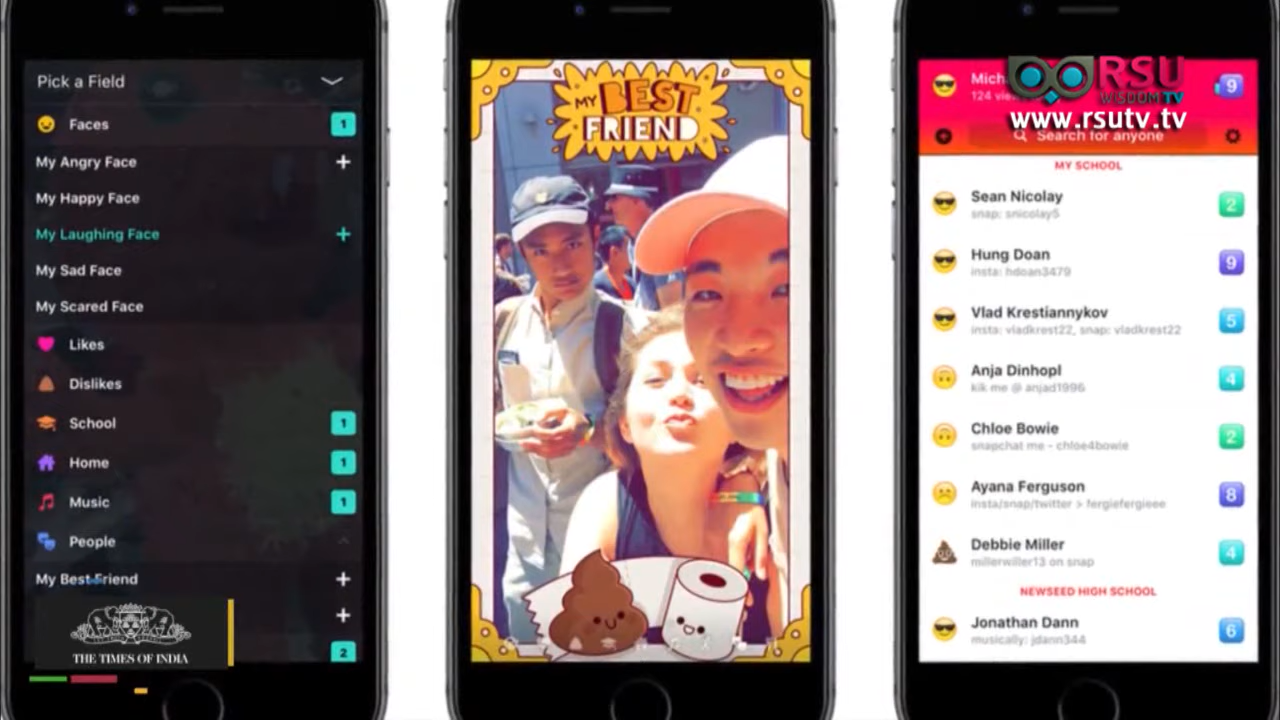 Pick a Field
Faces 1
My Angry Face +
My Happy Face
My Laughing Face +
My Sad Face
My Scared Face
Likes
Dislikes
School 1
Home 1
Music 1
People
My Best Friend +
+
2
THE TIMES OF INDIA
MY BEST
FRIEND
RSU
WISDOM TV
www.rsutv.tv
124 9
Search for anyone
MY SCHOOL
Sean Nicolay
snap: snicolay5 2
Hung Doan
insta: hdoan3479 9
Vlad Krestiannykov
insta: vladkrest22, snap: vladkrest22 5
Anja Dinhopl
kik me @ anjad1996 4
Chloe Bowie
snapchat me - chloe4bowie 2
Ayana Ferguson
insta/snap/twitter > fergiefergieee 8
Debbie Miller
millerwiller13 on snap 4
NEWSEED HIGH SCHOOL
Jonathan Dann
musically: jdann344 6